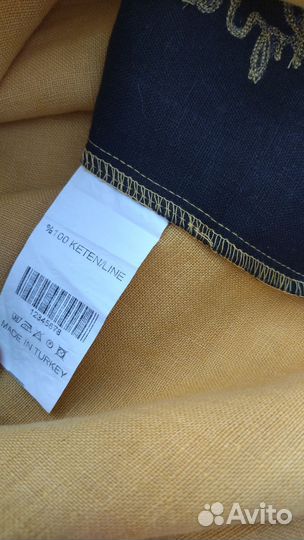 %100 KETEN/LINE
12345678
MADE IN TURKEY
Avito